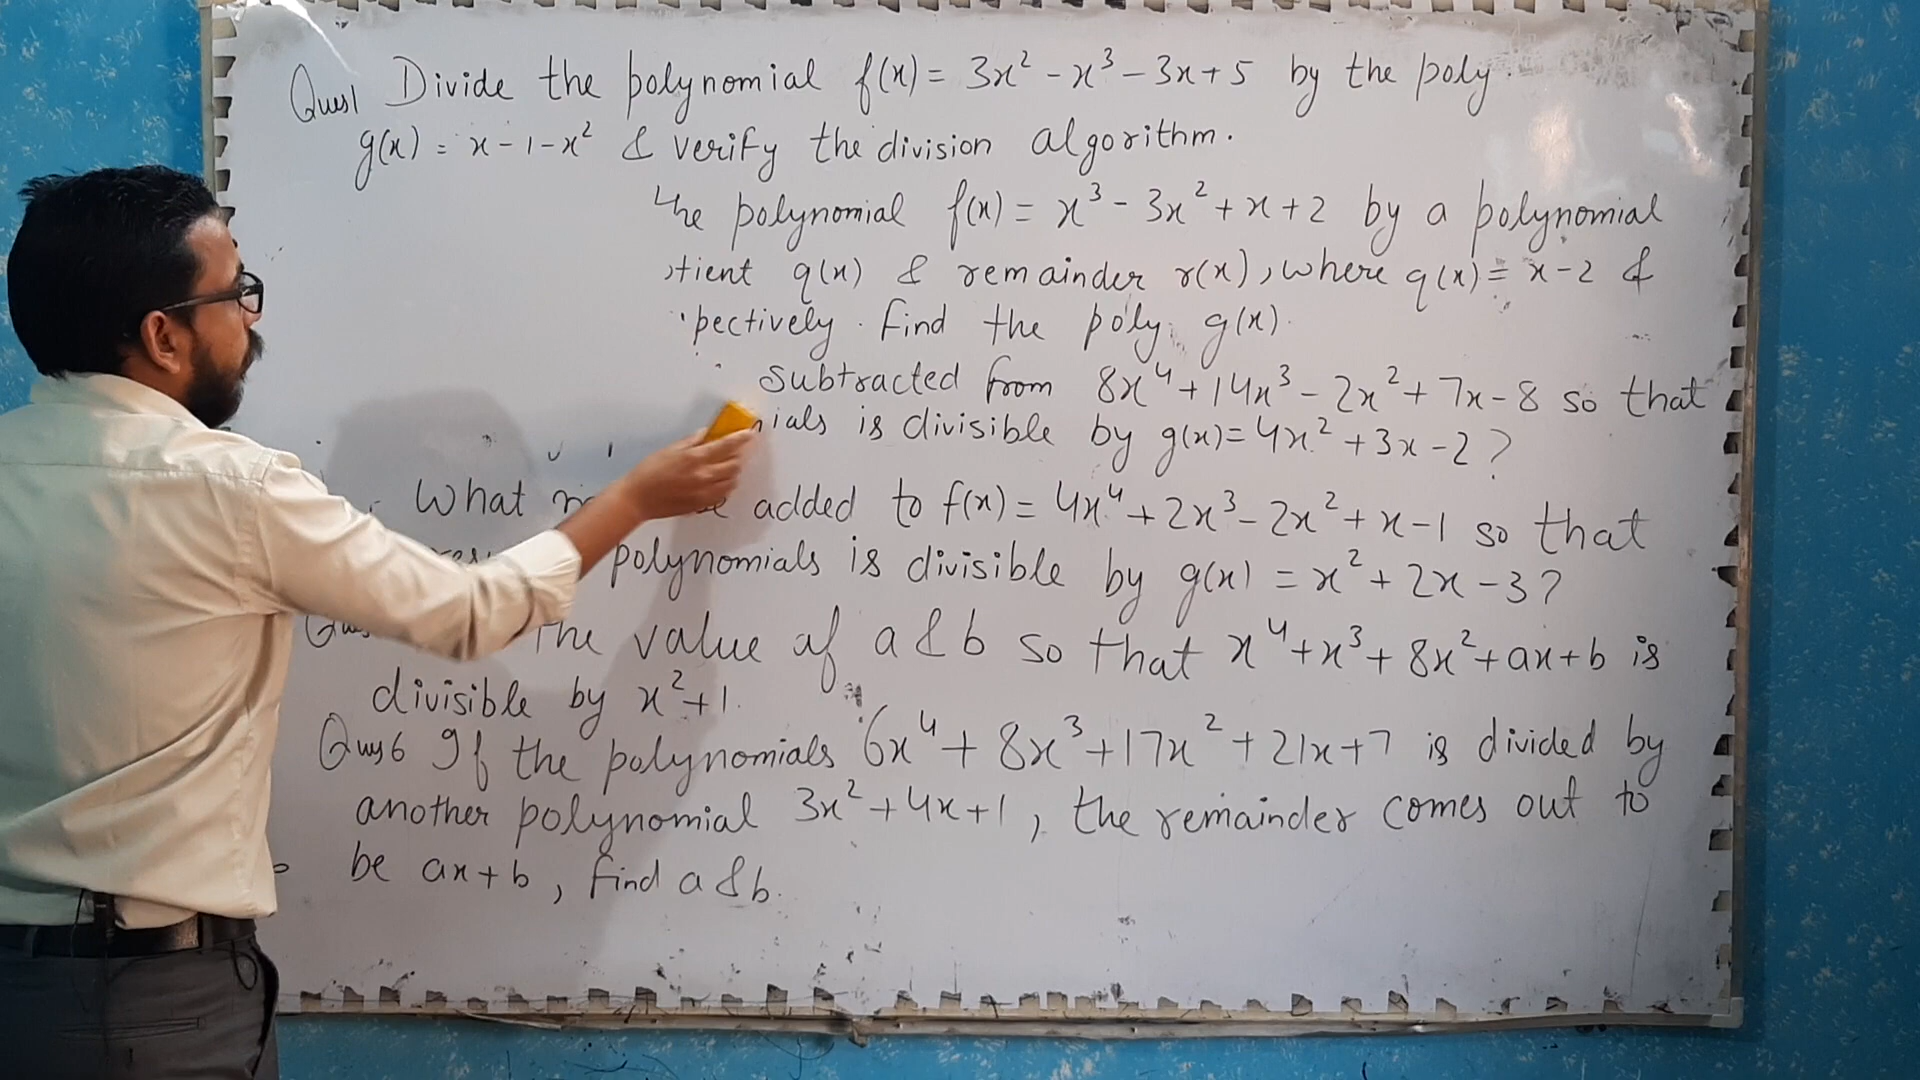 Ques1 Divide the polynomial f(x) = 3x² - x³ - 3x + 5 by the poly.
g(x) = x - 1 - x² & verify the division algorithm.
the polynomial f(x) = x³ - 3x² + x + 2 by a polynomial
tient q(x) & remainder r(x), where q(x) = x - 2 &
pectively. Find the poly. g(x).
Subtracted from 8x⁴ + 14x³ - 2x² + 7x - 8 so that
nials is divisible by g(x) = 4x² + 3x - 2?
What added to f(x) = 4x⁴ + 2x³ - 2x² + x - 1 so that
polynomials is divisible by g(x) = x² + 2x - 3?
the value of a & b so that x⁴ + x³ + 8x² + ax + b is
divisible by x² + 1.
Ques6 If the polynomials 6x⁴ + 8x³ + 17x² + 21x + 7 is divided by
another polynomial 3x² + 4x + 1, the remainder comes out to
be ax + b, find a & b.